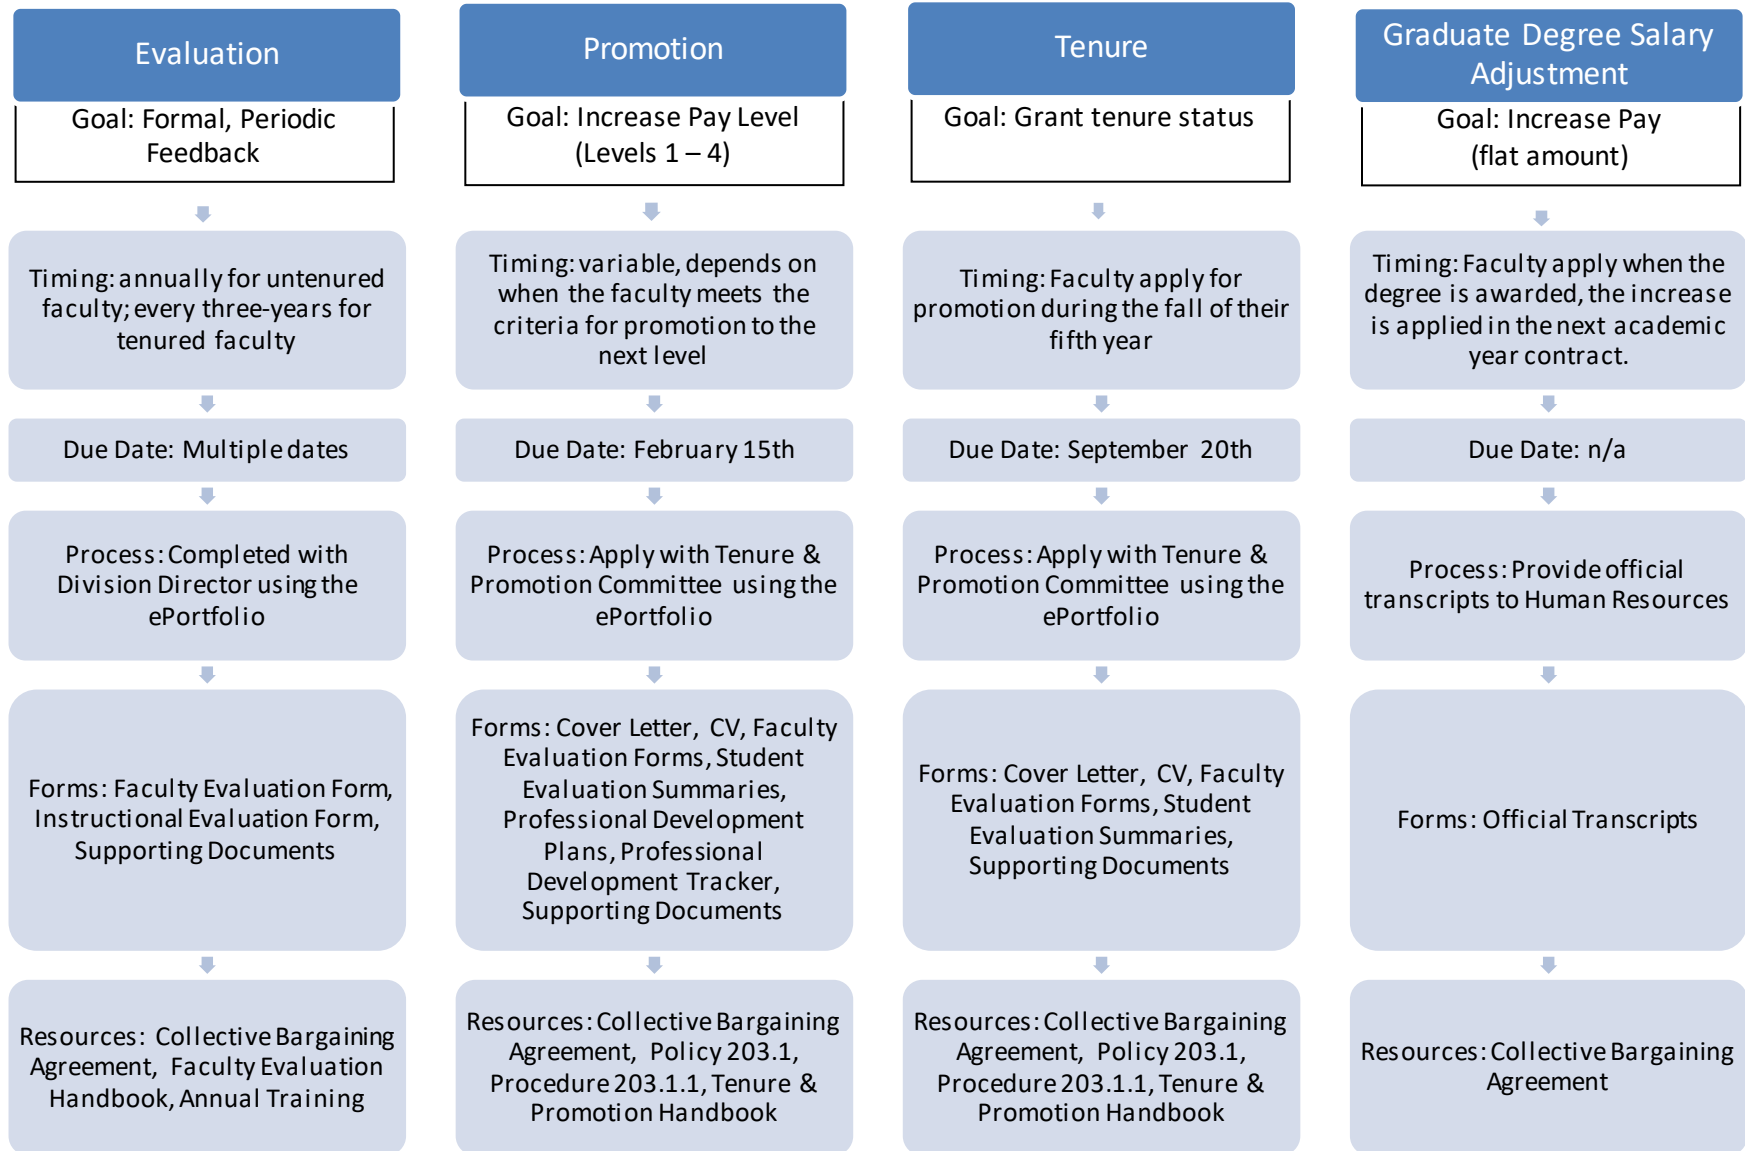 Evaluation
Goal: Formal, Periodic
Feedback
Timing: annually for untenured
faculty; every three-years for
tenured faculty
Due Date: Multiple dates
Process: Completed with
Division Director using the
ePortfolio
Forms: Faculty Evaluation Form,
Instructional Evaluation Form,
Supporting Documents
Resources: Collective Bargaining
Agreement, Faculty Evaluation
Handbook, Annual Training
Promotion
Goal: Increase Pay Level
(Levels 1 – 4)
Timing: variable, depends on
when the faculty meets the
criteria for promotion to the
next level
Due Date: February 15th
Process: Apply with Tenure &
Promotion Committee using the
ePortfolio
Forms: Cover Letter, CV, Faculty
Evaluation Forms, Student
Evaluation Summaries,
Professional Development
Plans, Professional
Development Tracker,
Supporting Documents
Resources: Collective Bargaining
Agreement, Policy 203.1,
Procedure 203.1.1, Tenure &
Promotion Handbook
Tenure
Goal: Grant tenure status
Timing: Faculty apply for
promotion during the fall of their
fifth year
Due Date: September 20th
Process: Apply with Tenure &
Promotion Committee using the
ePortfolio
Forms: Cover Letter, CV, Faculty
Evaluation Forms, Student
Evaluation Summaries,
Supporting Documents
Resources: Collective Bargaining
Agreement, Policy 203.1,
Procedure 203.1.1, Tenure &
Promotion Handbook
Graduate Degree Salary
Adjustment
Goal: Increase Pay
(flat amount)
Timing: Faculty apply when the
degree is awarded, the increase
is applied in the next academic
year contract.
Due Date: n/a
Process: Provide official
transcripts to Human Resources
Forms: Official Transcripts
Resources: Collective Bargaining
Agreement